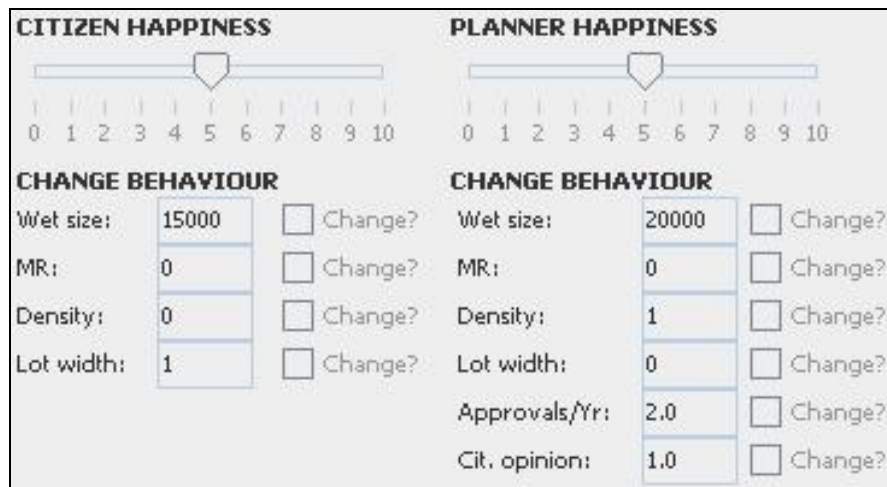 CITIZEN HAPPINESS
0 1 2 3 4 5 6 7 8 9 10
CHANGE BEHAVIOUR
Wet size: 15000 Change?
MR: 0 Change?
Density: 0 Change?
Lot width: 1 Change?
PLANNER HAPPINESS
0 1 2 3 4 5 6 7 8 9 10
CHANGE BEHAVIOUR
Wet size: 20000 Change?
MR: 0 Change?
Density: 1 Change?
Lot width: 0 Change?
Approvals/Yr: 2.0 Change?
Cit. opinion: 1.0 Change?